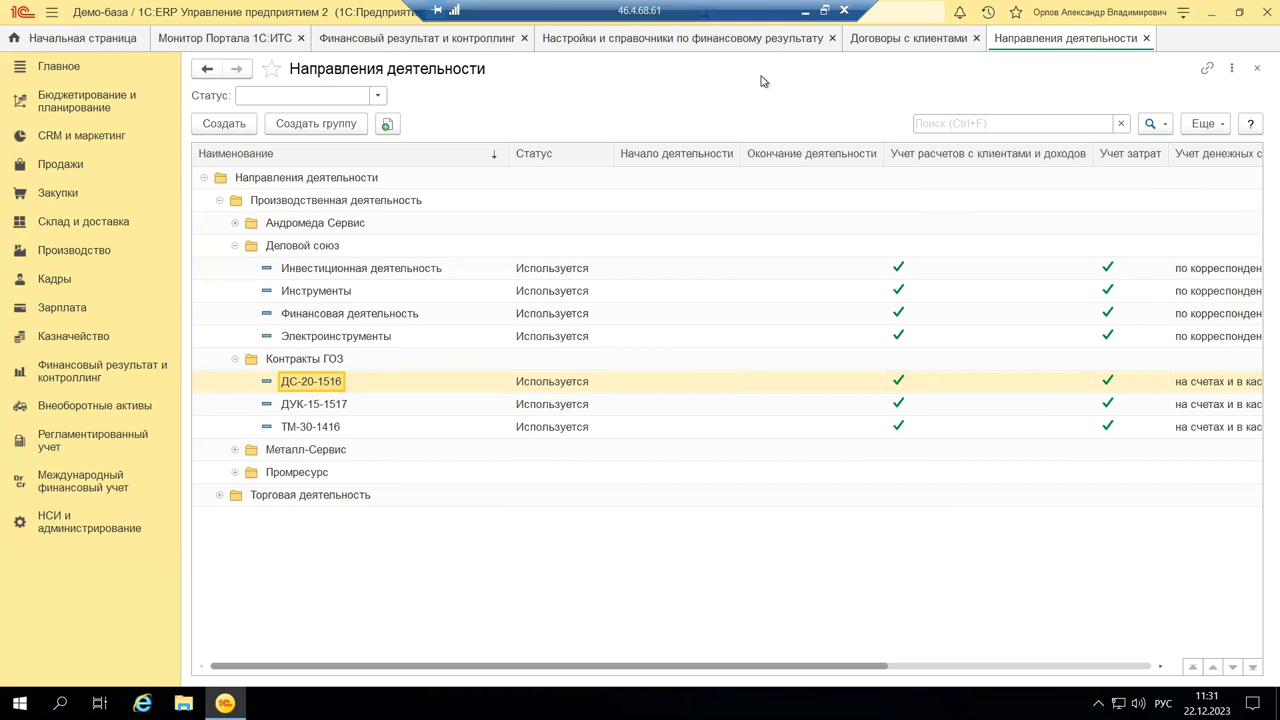 Демо-база / 1С:ERP Управление предприятием 2 (1С:Предприятие
46.4.68.61
Орлов Александр Владимирович
Начальная страница
Монитор Портала 1С:ИТС
Финансовый результат и контроллинг
Настройки и справочники по финансовому результату
Договоры с клиентами
Направления деятельности
Главное
Бюджетирование и
планирование
CRM и маркетинг
Продажи
Закупки
Склад и доставка
Производство
Кадры
Зарплата
Казначейство
Финансовый результат и
контроллинг
Внеоборотные активы
Регламентированный
учет
Международный
финансовый учет
НСИ и
администрирование
Направления деятельности
Статус:
Создать
Создать группу
Поиск (Ctrl+F)
Еще
?
Наименование
Статус
Начало деятельности
Окончание деятельности
Учет расчетов с клиентами и доходов
Учет затрат
Учет денежных с
Направления деятельности
Производственная деятельность
Андромеда Сервис
Деловой союз
Инвестиционная деятельность Используется по корреспонден
Инструменты Используется по корреспонден
Финансовая деятельность Используется по корреспонден
Электроинструменты Используется по корреспонден
Контракты ГОЗ
ДС-20-1516 Используется на счетах и в кас
ДУК-15-1517 Используется на счетах и в кас
ТМ-30-1416 Используется на счетах и в кас
Металл-Сервис
Промресурс
Торговая деятельность
РУС
11:31
22.12.2023